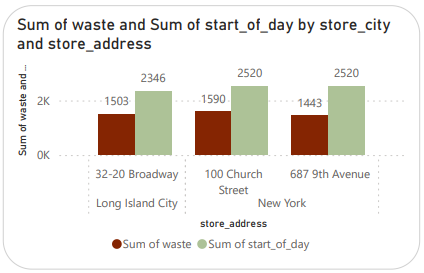 Sum of waste and Sum of start_of_day by store_city
and store_address
Sum of waste and ...
2K
0K
1503
2346
1590
2520
1443
2520
32-20 Broadway
100 Church
Street
687 9th Avenue
Long Island City
New York
store_address
Sum of waste
Sum of start_of_day